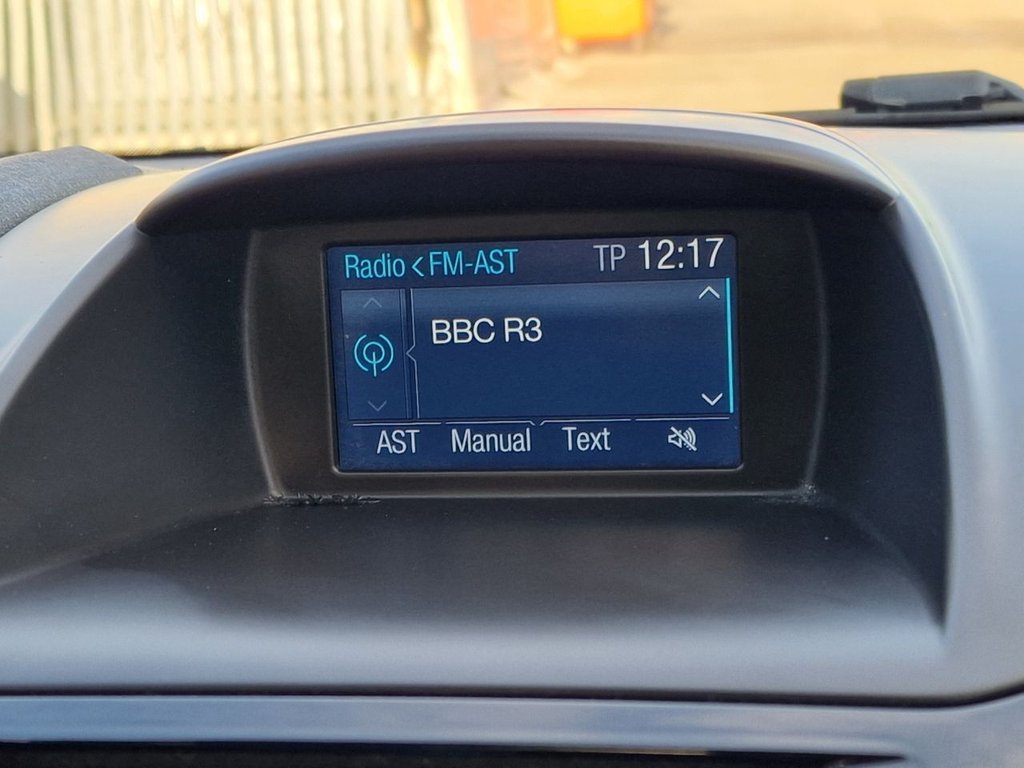 Radio < FM-AST TP 12:17
BBC R3
AST Manual Text